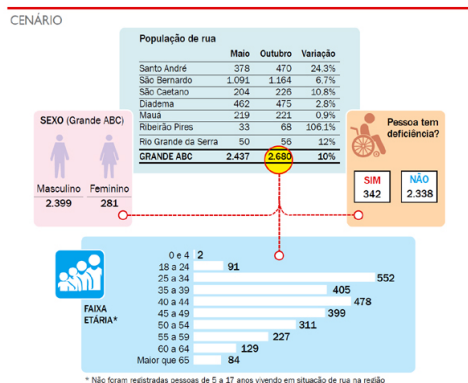 CENÁRIO
População de rua
Maio Outubro Variação
Santo André 378 470 24,3%
São Bernardo 1.091 1.164 6,7%
São Caetano 204 226 10.8%
Diadema 462 475 2.8%
Mauá 219 221 0,9%
Ribeirão Pires 33 68 106.1%
Rio Grande da Serra 50 56 12%
GRANDE ABC 2.437 2.680 10%
SEXO (Grande ABC)
Masculino Feminino
2.399 281
Pessoa tem
deficiência?
SIM NÃO
342 2.338
FAIXA
ETÁRIA*
0 e 4 2
18 a 24 91
25 a 34 552
35 a 39 405
40 a 44 478
45 a 49 399
50 a 54 311
55 a 59 227
60 a 64 129
Maior que 65 84
* Não foram registradas pessoas de 5 a 17 anos vivendo em situação de rua na região